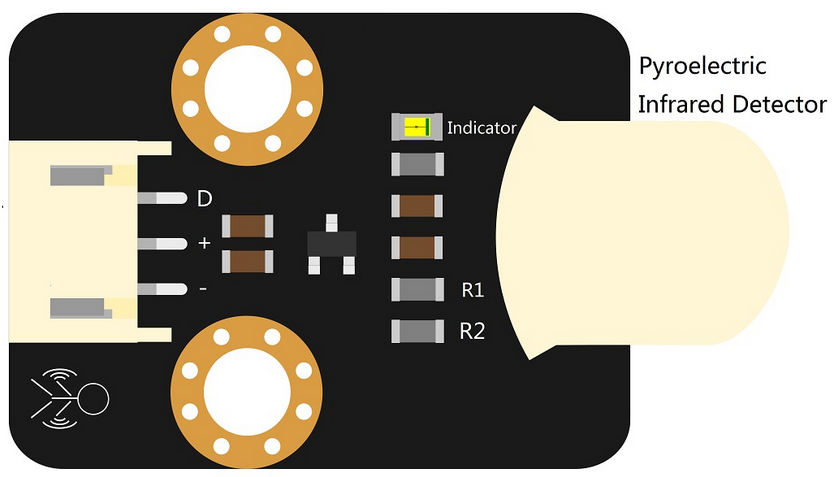 Pyroelectric
Infrared Detector
Indicator
D
+
-
R1
R2